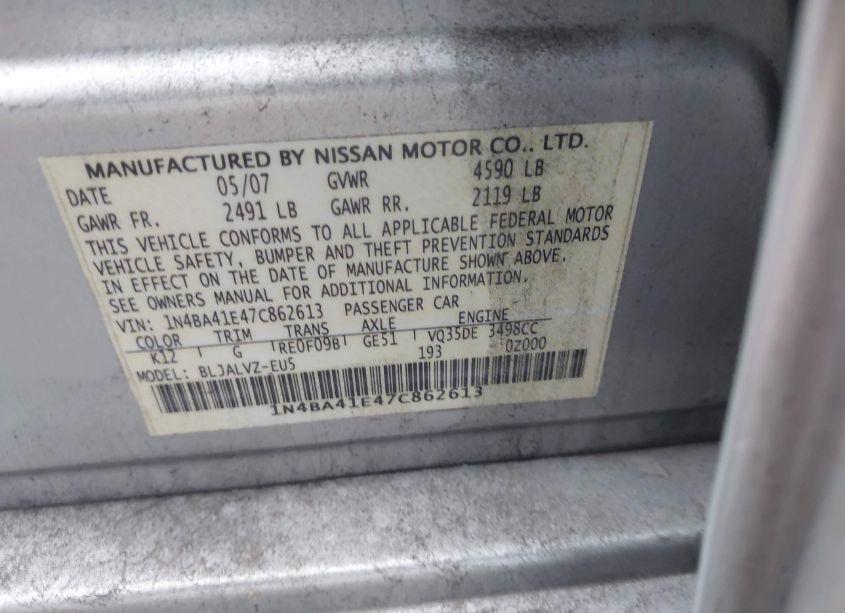 MANUFACTURED BY NISSAN MOTOR CO., LTD.
DATE 05/07 GVWR 4590 LB
GAWR FR. 2491 LB GAWR RR. 2119 LB
THIS VEHICLE CONFORMS TO ALL APPLICABLE FEDERAL MOTOR
VEHICLE SAFETY, BUMPER AND THEFT PREVENTION STANDARDS
IN EFFECT ON THE DATE OF MANUFACTURE SHOWN ABOVE.
SEE OWNERS MANUAL FOR ADDITIONAL INFORMATION.
VIN: 1N4BA41E47C862613 PASSENGER CAR
COLOR TRIM TRANS AXLE ENGINE
K12 G RE0F09B GE51 VQ35DE 3498CC
MODEL: BLJALVZ-EU5 193 0Z000
1N4BA41E47C862613